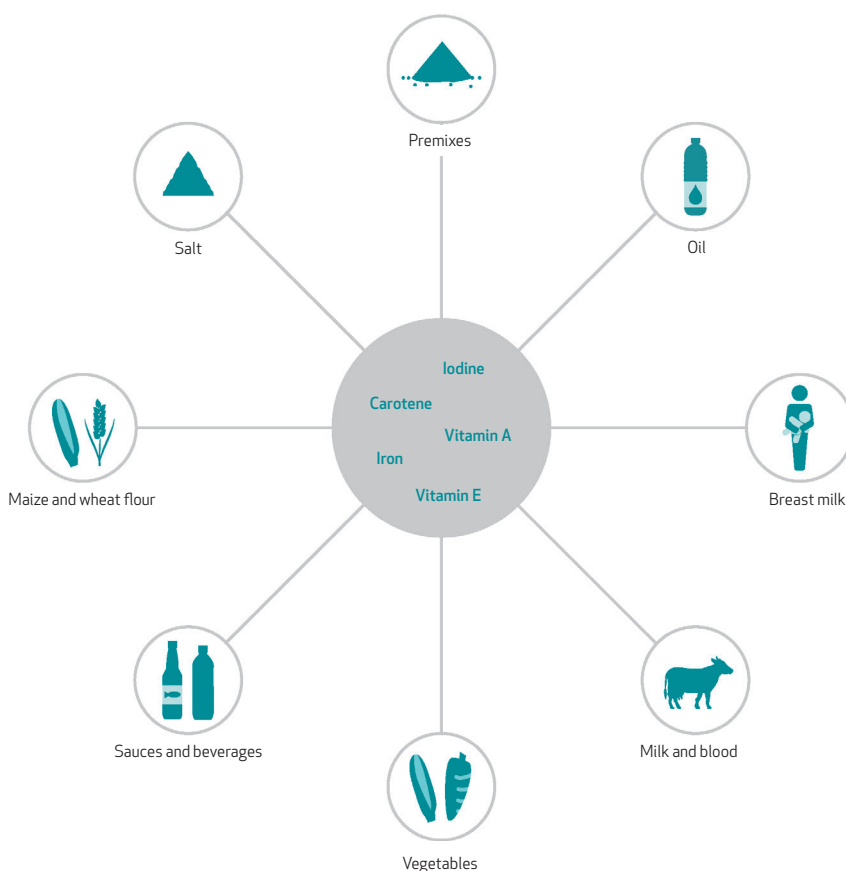 Premixes
Salt
Oil
Iodine
Carotene
Vitamin A
Iron
Vitamin E
Maize and wheat flour
Breast milk
Sauces and beverages
Milk and blood
Vegetables